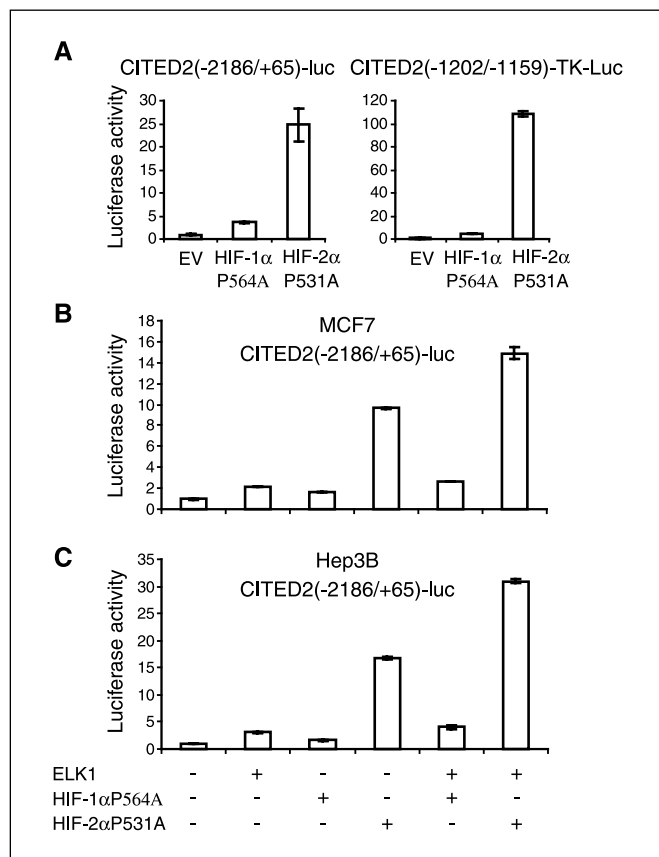 A
CITED2(-2186/+65)-luc CITED2(-1202/-1159)-TK-Luc
Luciferase activity
30
25
20
15
10
5
0
EV HIF-1α HIF-2α
P564A P531A
120
100
80
60
40
20
0
EV HIF-1α HIF-2α
P564A P531A
B
MCF7
CITED2(-2186/+65)-luc
Luciferase activity
18
16
14
12
10
8
6
4
2
0
C
Hep3B
CITED2(-2186/+65)-luc
Luciferase activity
35
30
25
20
15
10
5
0
ELK1 - + - - + +
HIF-1αP564A - - + - + -
HIF-2αP531A - - - + - +